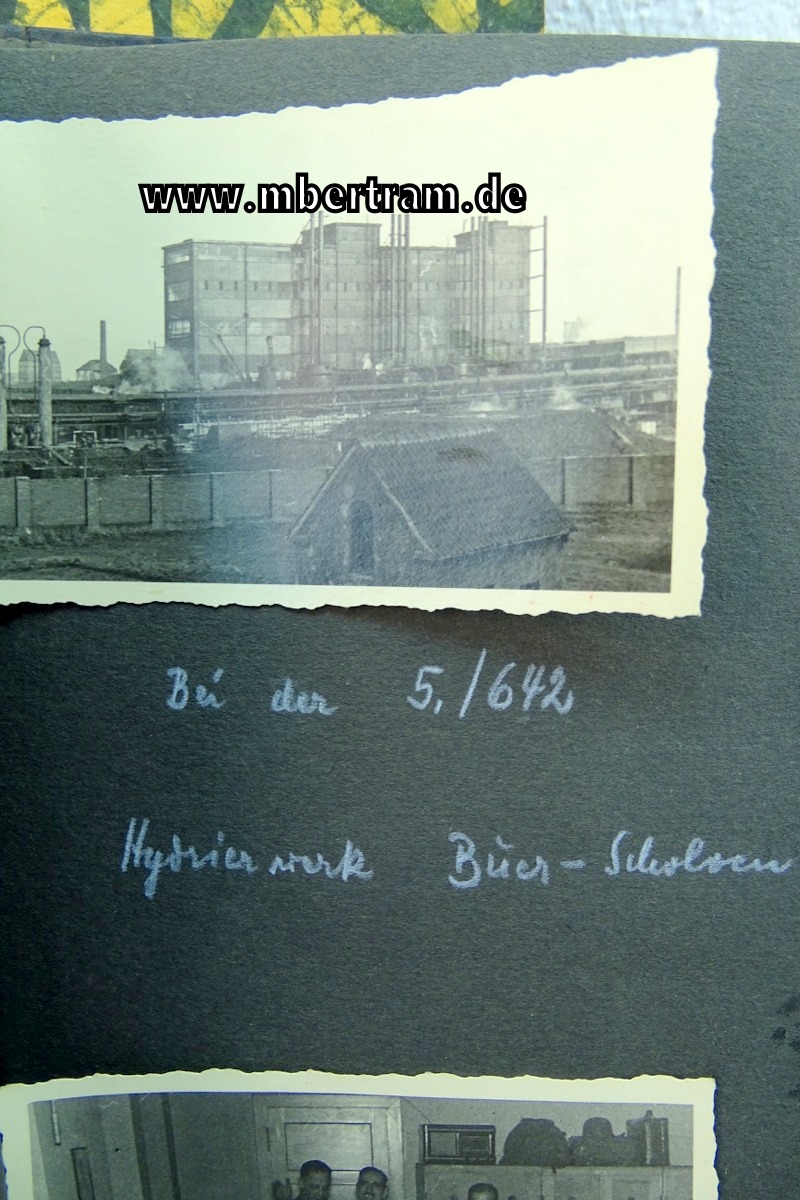 www.mbertram.de
Bei der 5./642
Hydrierwerk Buer-Scholven